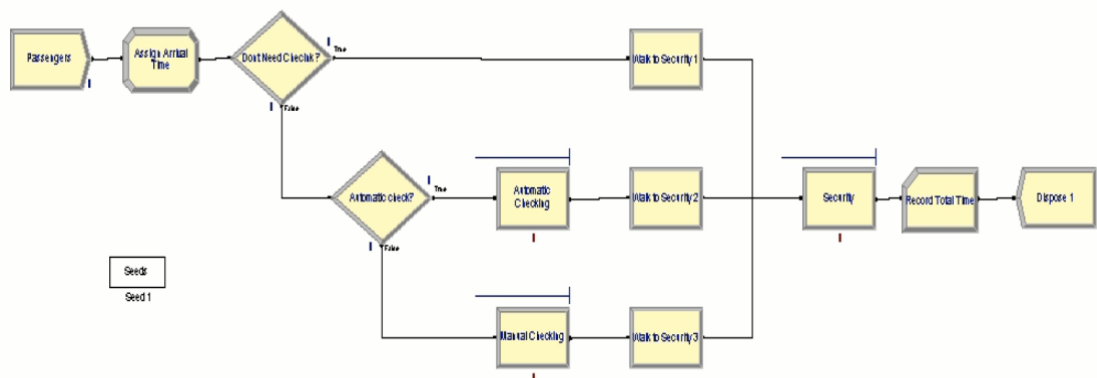 Passengers
Assign Arrival
Time
Dont Need Checkk?
True
False
Walk to Security 1
Automatic check?
True
False
Automatic
Checking
Walk to Security 2
Security
Record Total Time
Dispose 1
Seeds
Seed 1
Manual Checking
Walk to Security 3